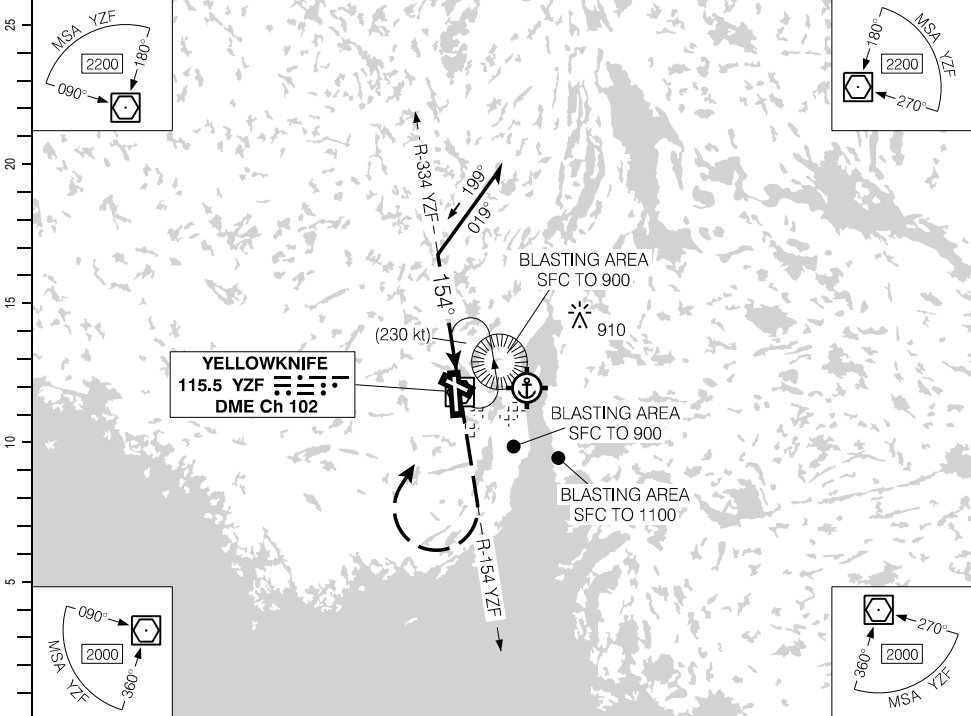 25
20
15
10
5
MSA YZF
2200
180°
090°
MSA YZF
180°
2200
270°
R-334 YZF
199°
019°
154°
BLASTING AREA
SFC TO 900
(230 kt)
910
YELLOWKNIFE
115.5 YZF
DME Ch 102
BLASTING AREA
SFC TO 900
BLASTING AREA
SFC TO 1100
R-154 YZF
090°
2000
360°
MSA YZF
270°
2000
360°
MSA YZF